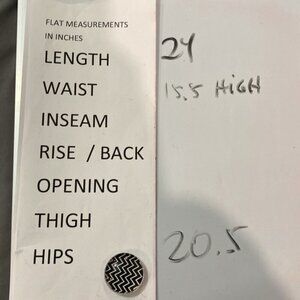 FLAT MEASUREMENTS
IN INCHES
LENGTH 24
WAIST 15.5 HIGH
INSEAM
RISE / BACK
OPENING
THIGH
HIPS 20.5